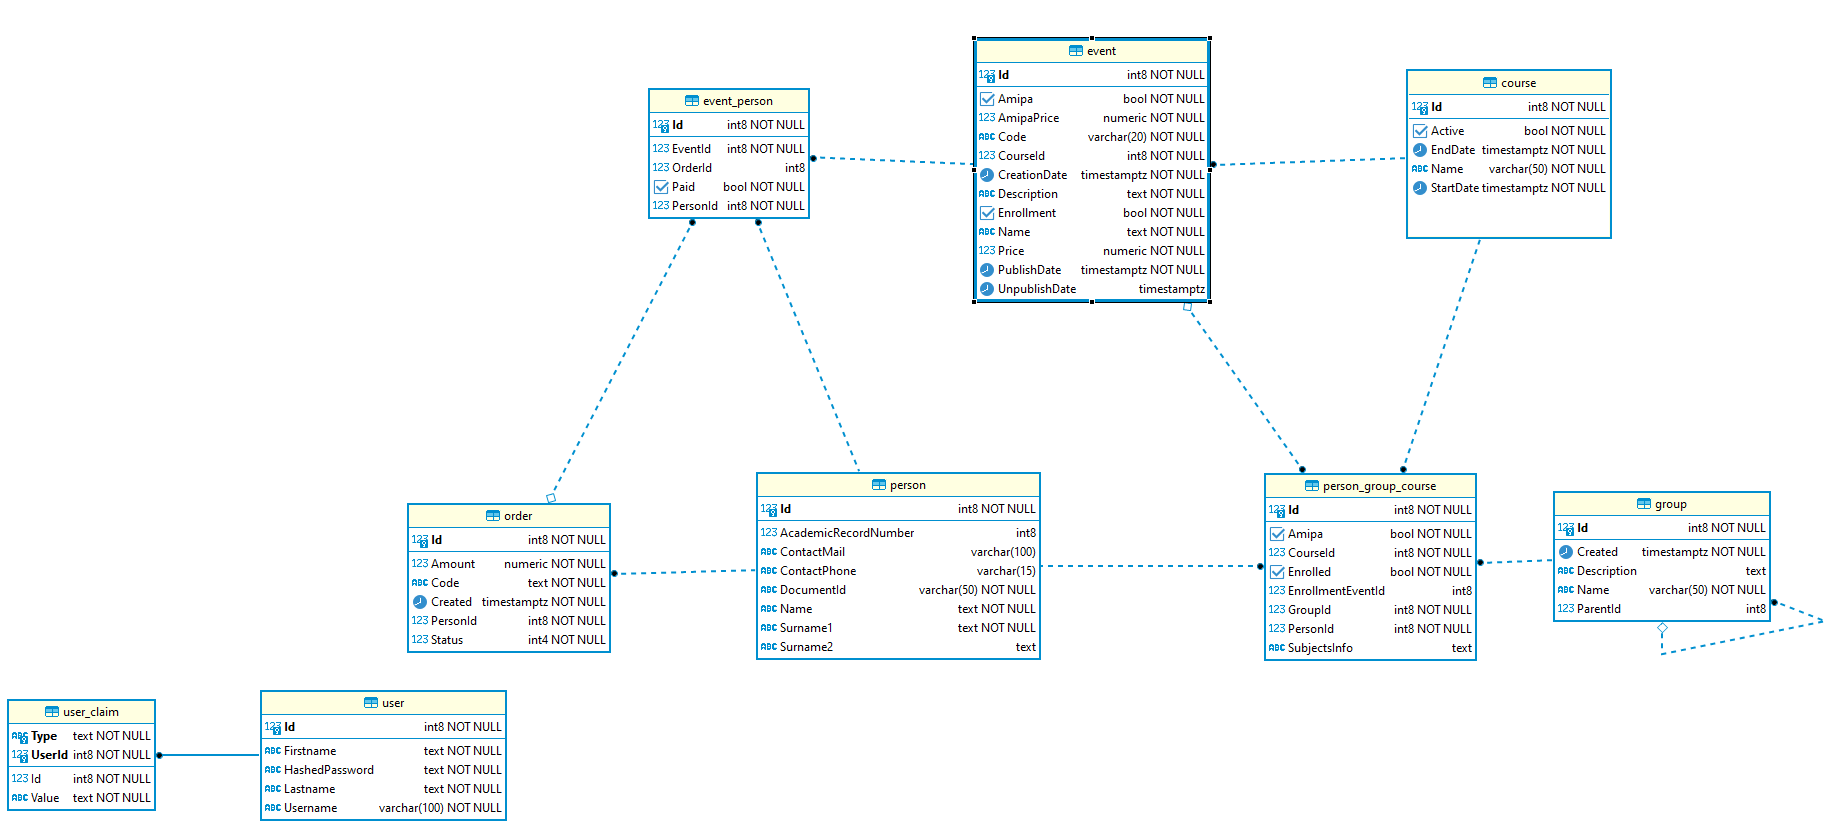 event
Id int8 NOT NULL
Amipa bool NOT NULL
AmipaPrice numeric NOT NULL
Code varchar(20) NOT NULL
CourseId int8 NOT NULL
CreationDate timestamptz NOT NULL
Description text NOT NULL
Enrollment bool NOT NULL
Name text NOT NULL
Price numeric NOT NULL
PublishDate timestamptz NOT NULL
UnpublishDate timestamptz
course
Id int8 NOT NULL
Active bool NOT NULL
EndDate timestamptz NOT NULL
Name varchar(50) NOT NULL
StartDate timestamptz NOT NULL
event_person
Id int8 NOT NULL
EventId int8 NOT NULL
OrderId int8
Paid bool NOT NULL
PersonId int8 NOT NULL
order
Id int8 NOT NULL
Amount numeric NOT NULL
Code text NOT NULL
Created timestamptz NOT NULL
PersonId int8 NOT NULL
Status int4 NOT NULL
person
Id int8 NOT NULL
AcademicRecordNumber int8
ContactMail varchar(100)
ContactPhone varchar(15)
DocumentId varchar(50) NOT NULL
Name text NOT NULL
Surname1 text NOT NULL
Surname2 text
person_group_course
Id int8 NOT NULL
Amipa bool NOT NULL
CourseId int8 NOT NULL
Enrolled bool NOT NULL
EnrollmentEventId int8
GroupId int8 NOT NULL
PersonId int8 NOT NULL
SubjectsInfo text
group
Id int8 NOT NULL
Created timestamptz NOT NULL
Description text
Name varchar(50) NOT NULL
ParentId int8
user_claim
Type text NOT NULL
UserId int8 NOT NULL
Id int8 NOT NULL
Value text NOT NULL
user
Id int8 NOT NULL
Firstname text NOT NULL
HashedPassword text NOT NULL
Lastname text NOT NULL
Username varchar(100) NOT NULL